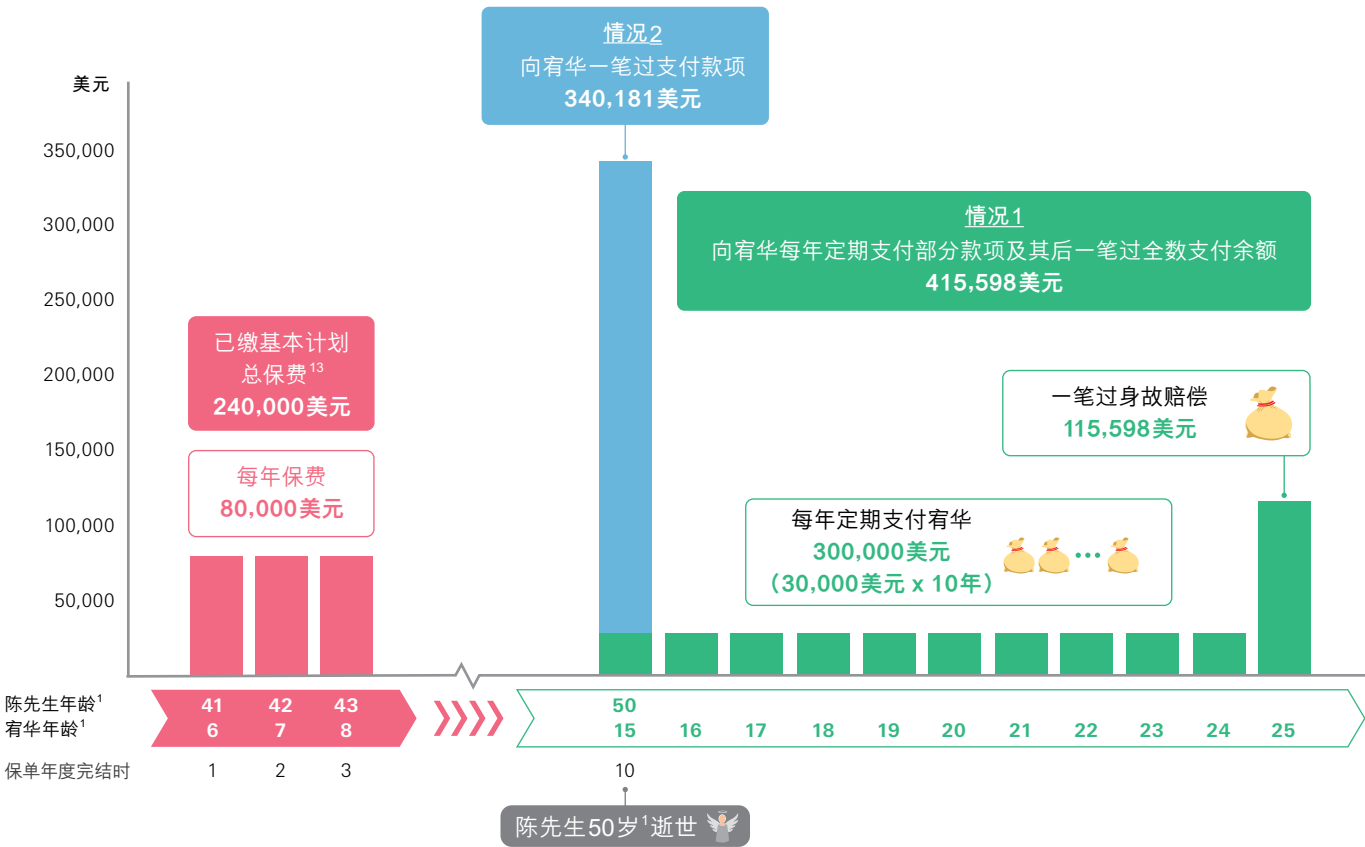 情况2
向宥华一笔过支付款项
340,181美元
美元
350,000
300,000
250,000
200,000
150,000
100,000
50,000
情况1
向宥华每年定期支付部分款项及其后一笔过全数支付余额
415,598美元
已缴基本计划
总保费13
240,000美元
每年保费
80,000美元
一笔过身故赔偿
115,598美元
每年定期支付宥华
300,000美元
（30,000美元 x 10年）
陈先生年龄1 41 42 43 50
宥华年龄1 6 7 8 15 16 17 18 19 20 21 22 23 24 25
保单年度完结时 1 2 3 10
陈先生50岁1逝世